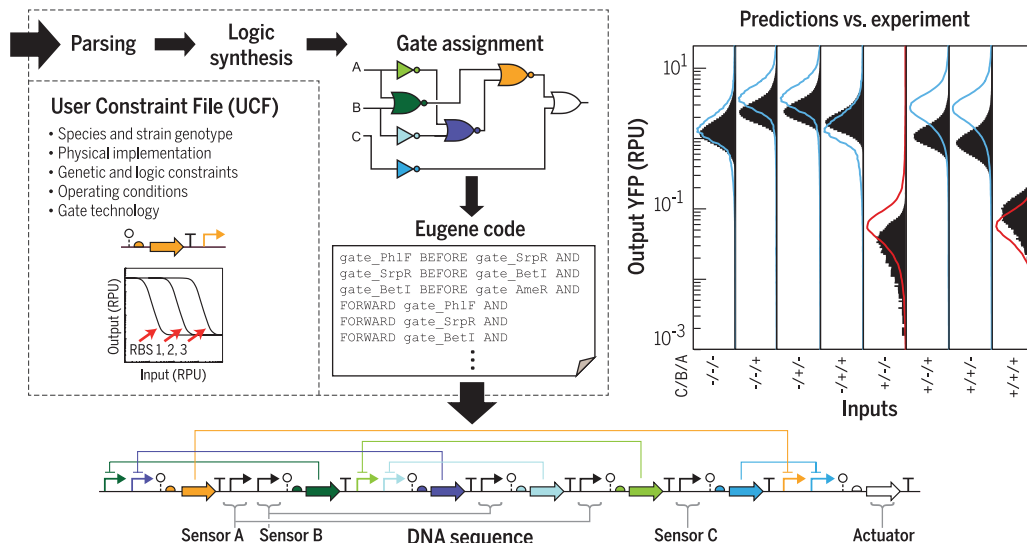 Parsing
Logic
synthesis
Gate assignment
A
B
C
User Constraint File (UCF)
• Species and strain genotype
• Physical implementation
• Genetic and logic constraints
• Operating conditions
• Gate technology
Output (RPU)
RBS 1, 2, 3
Input (RPU)
Eugene code
gate_PhlF BEFORE gate_SrpR AND
gate_SrpR BEFORE gate_BetI AND
gate_BetI BEFORE gate_AmeR AND
FORWARD gate_PhlF AND
FORWARD gate_SrpR AND
FORWARD gate_BetI AND
Predictions vs. experiment
Output YFP (RPU)
10¹
10⁰
10⁻¹
10⁻²
10⁻³
C/B/A
-/-/-
-/-/+
-/+/-
-/+/+
+/-/-
+/-/+
+/+/-
+/+/+
Inputs
Sensor A
Sensor B
DNA sequence
Sensor C
Actuator